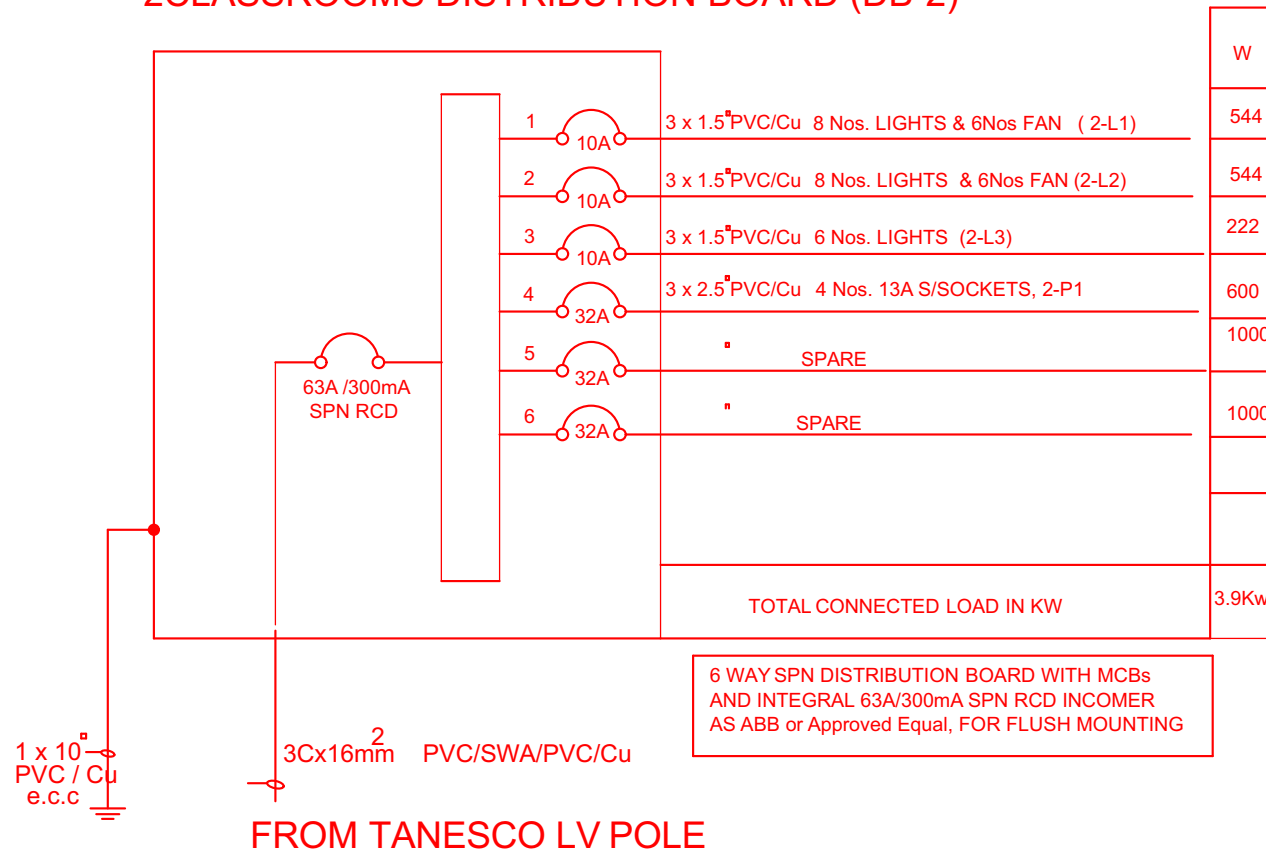 2CLASSROOMS DISTRIBUTION BOARD (DB-2)
W
1 10A 3 x 1.5 PVC/Cu 8 Nos. LIGHTS & 6Nos FAN ( 2-L1) 544
2 10A 3 x 1.5 PVC/Cu 8 Nos. LIGHTS & 6Nos FAN (2-L2) 544
3 10A 3 x 1.5 PVC/Cu 6 Nos. LIGHTS (2-L3) 222
4 32A 3 x 2.5 PVC/Cu 4 Nos. 13A S/SOCKETS, 2-P1 600
5 32A SPARE 1000
6 32A SPARE 1000
63A /300mA
SPN RCD
TOTAL CONNECTED LOAD IN KW 3.9Kw
6 WAY SPN DISTRIBUTION BOARD WITH MCBs
AND INTEGRAL 63A/300mA SPN RCD INCOMER
AS ABB or Approved Equal, FOR FLUSH MOUNTING
1 x 10
PVC / Cu
e.c.c
3Cx16mm2 PVC/SWA/PVC/Cu
FROM TANESCO LV POLE